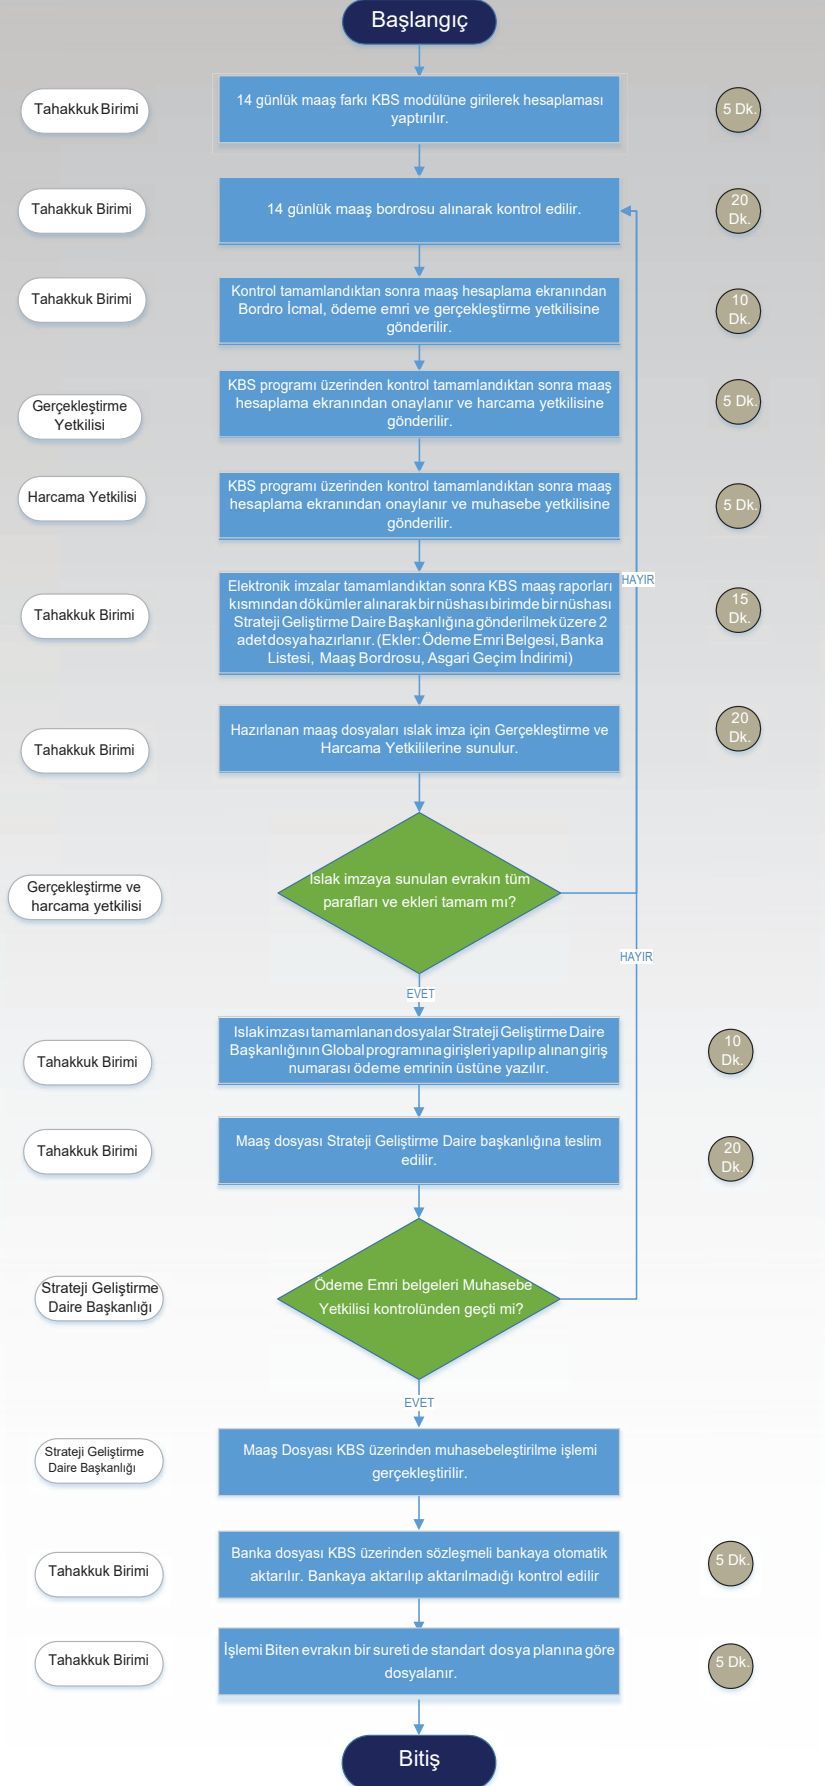 Başlangıç
Tahakkuk Birimi
14 günlük maaş farkı KBS modülüne girilerek hesaplaması
yaptırılır.
5 Dk.
Tahakkuk Birimi
14 günlük maaş bordrosu alınarak kontrol edilir.
20
Dk.
Tahakkuk Birimi
Kontrol tamamlandıktan sonra maaş hesaplama ekranından
Bordro İcmal, ödeme emri ve gerçekleştirme yetkilisine
gönderilir.
10
Dk.
Gerçekleştirme
Yetkilisi
KBS programı üzerinden kontrol tamamlandıktan sonra maaş
hesaplama ekranından onaylanır ve harcama yetkilisine
gönderilir.
5 Dk.
Harcama Yetkilisi
KBS programı üzerinden kontrol tamamlandıktan sonra maaş
hesaplama ekranından onaylanır ve muhasebe yetkilisine
gönderilir.
5 Dk.
HAYIR
Tahakkuk Birimi
Elektronik imzalar tamamlandıktan sonra KBS maaş raporları
kısmından dökümler alınarak bir nüshası birimde bir nüshası
Strateji Geliştirme Daire Başkanlığına gönderilmek üzere 2
adet dosya hazırlanır. (Ekler: Ödeme Emri Belgesi, Banka
Listesi, Maaş Bordrosu, Asgari Geçim İndirimi)
15
Dk.
Tahakkuk Birimi
Hazırlanan maaş dosyaları ıslak imza için Gerçekleştirme ve
Harcama Yetkililerine sunulur.
20
Dk.
Gerçekleştirme ve
harcama yetkilisi
Islak imzaya sunulan evrakın tüm
parafları ve ekleri tamam mı?
HAYIR
EVET
Tahakkuk Birimi
Islak imzası tamamlanan dosyalar Strateji Geliştirme Daire
Başkanlığının Global programına girişleri yapılıp alınan giriş
numarası ödeme emrinin üstüne yazılır.
10
Dk.
Tahakkuk Birimi
Maaş dosyası Strateji Geliştirme Daire başkanlığına teslim
edilir.
20
Dk.
Strateji Geliştirme
Daire Başkanlığı
Ödeme Emri belgeleri Muhasebe
Yetkilisi kontrolünden geçti mi?
EVET
Strateji Geliştirme
Daire Başkanlığı
Maaş Dosyası KBS üzerinden muhasebeleştirilme işlemi
gerçekleştirilir.
Tahakkuk Birimi
Banka dosyası KBS üzerinden sözleşmeli bankaya otomatik
aktarılır. Bankaya aktarılıp aktarılmadığı kontrol edilir
5 Dk.
Tahakkuk Birimi
İşlemi Biten evrakın bir sureti de standart dosya planına göre
dosyalanır.
5 Dk.
Bitiş